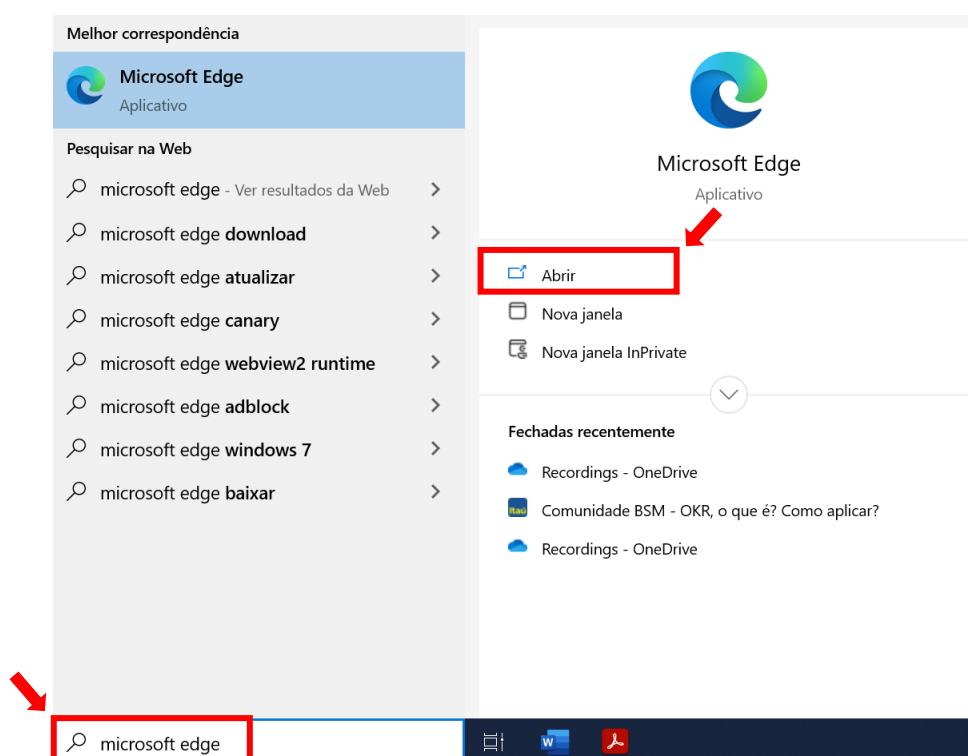 Melhor correspondência
Microsoft Edge
Aplicativo
Pesquisar na Web
microsoft edge - Ver resultados da Web
microsoft edge download
microsoft edge atualizar
microsoft edge canary
microsoft edge webview2 runtime
microsoft edge adblock
microsoft edge windows 7
microsoft edge baixar
microsoft edge
Microsoft Edge
Aplicativo
Abrir
Nova janela
Nova janela InPrivate
Fechadas recentemente
Recordings - OneDrive
Itaú
Comunidade BSM - OKR, o que é? Como aplicar?
Recordings - OneDrive
W